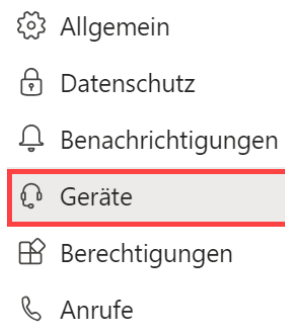 Allgemein
Datenschutz
Benachrichtigungen
Geräte
Berechtigungen
Anrufe